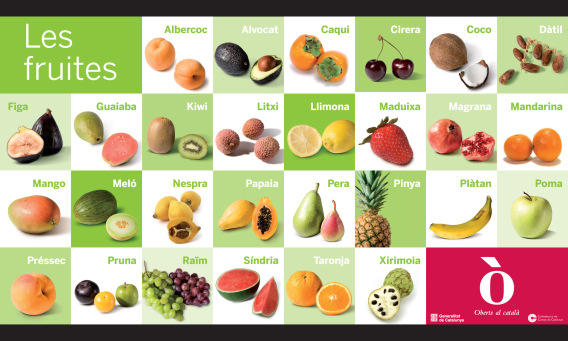 Les
fruites
Albercoc
Alvocat
Caqui
Cirera
Coco
Dàtil
Figa
Guaiaba
Kiwi
Litxi
Llimona
Maduixa
Magrana
Mandarina
Mango
Meló
Nespra
Papaia
Pera
Pinya
Plàtan
Poma
Préssec
Pruna
Raïm
Síndria
Taronja
Xirimoia
ò
Oberts al català
Generalitat
de Catalunya